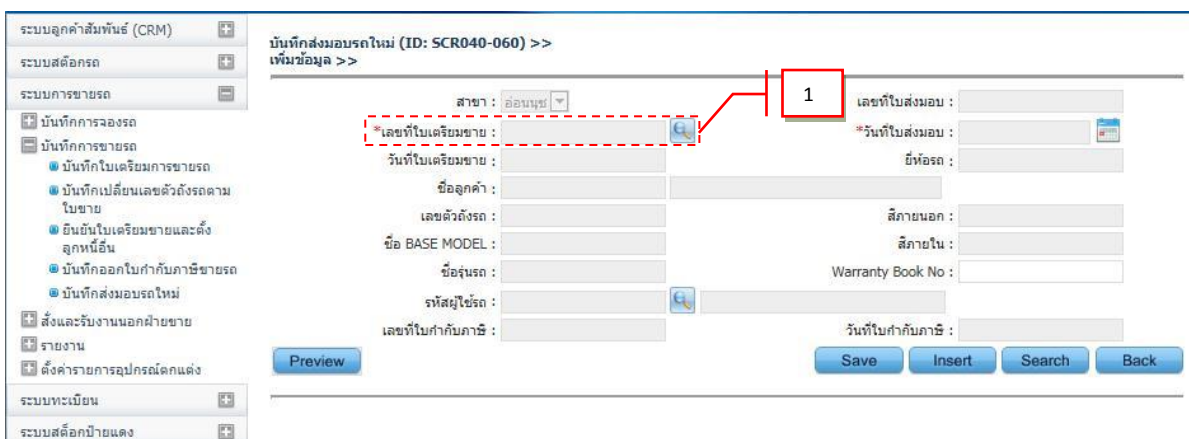 ระบบลูกค้าสัมพันธ์ (CRM)
ระบบสต๊อกรถ
ระบบการขายรถ
บันทึกการจองรถ
บันทึกการขายรถ
บันทึกใบเตรียมการขายรถ
บันทึกเปลี่ยนเลขตัวถังรถตาม
ใบขาย
ยืนยันใบเตรียมขายและตั้ง
ลูกหนี้อื่น
บันทึกออกใบกำกับภาษีขายรถ
บันทึกส่งมอบรถใหม่
สั่งและรับงานนอกฝ่ายขาย
รายงาน
ตั้งค่ารายการอุปกรณ์ตกแต่ง
ระบบทะเบียน
ระบบสต็อกป้ายแดง
บันทึกส่งมอบรถใหม่ (ID: SCR040-060) >>
เพิ่มข้อมูล >>
1
สาขา : อ่อนนุช เลขที่ใบส่งมอบ :
*เลขที่ใบเตรียมขาย : *วันที่ใบส่งมอบ :
วันที่ใบเตรียมขาย : ยี่ห้อรถ :
ชื่อลูกค้า :
เลขตัวถังรถ : สีภายนอก :
ชื่อ BASE MODEL : สีภายใน :
ชื่อรุ่นรถ : Warranty Book No :
รหัสผู้ใช้รถ :
เลขที่ใบกำกับภาษี : วันที่ใบกำกับภาษี :
Preview Save Insert Search Back